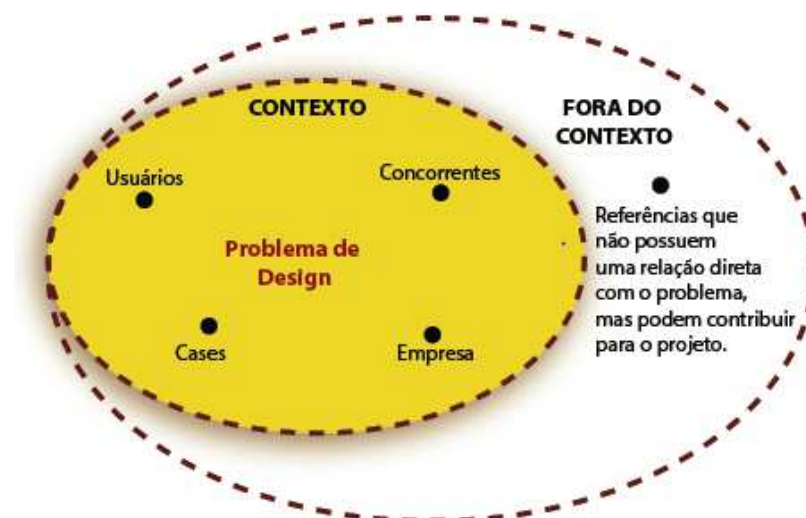 CONTEXTO
FORA DO
CONTEXTO
Usuários
Concorrentes
Referências que
não possuem
uma relação direta
com o problema,
mas podem contribuir
para o projeto.
Problema de
Design
Cases
Empresa